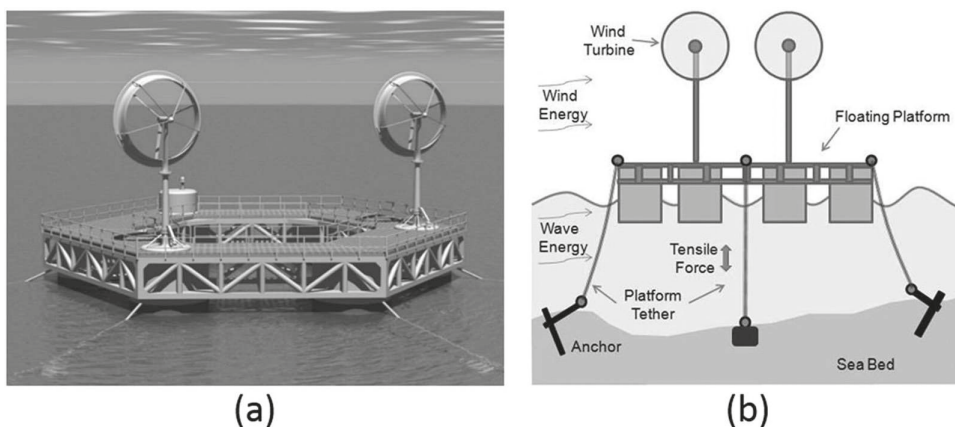 Wind
Turbine
Wind
Energy
Floating Platform
Wave
Energy
Tensile
Force
Platform
Tether
Anchor
Sea Bed
(a)
(b)